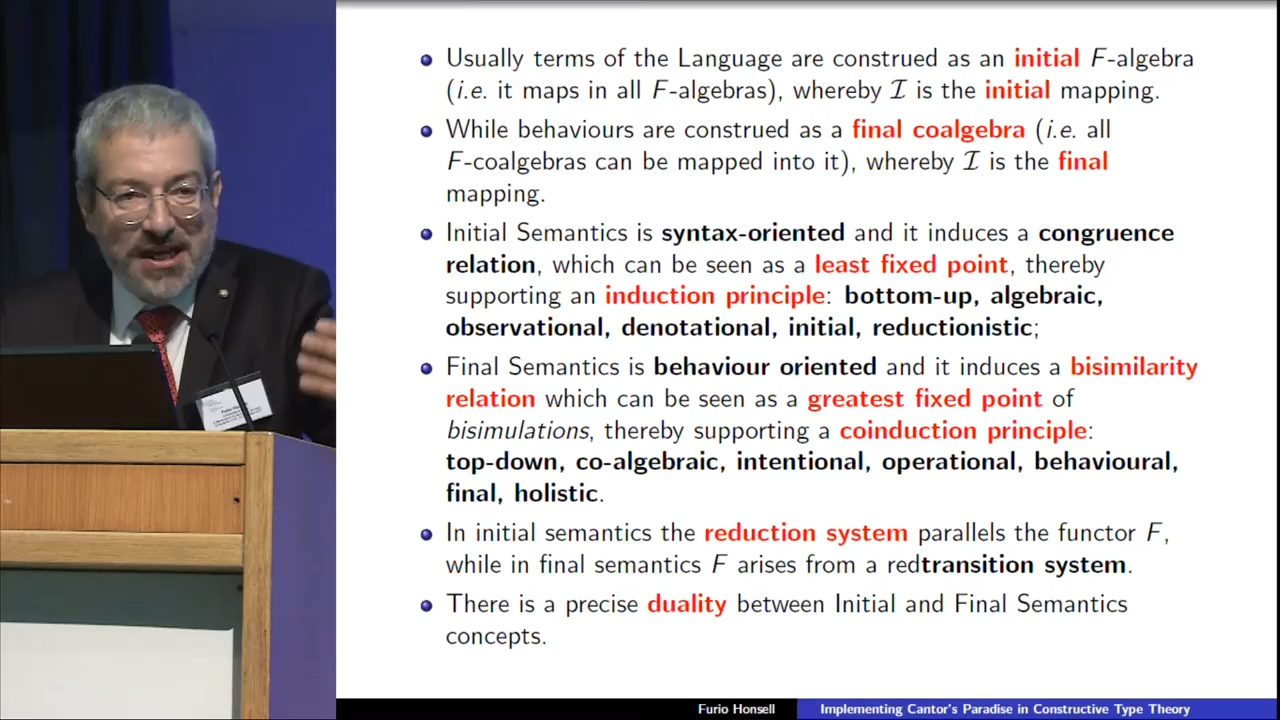 Usually terms of the Language are construed as an initial F-algebra
(i.e. it maps in all F-algebras), whereby I is the initial mapping.
While behaviours are construed as a final coalgebra (i.e. all
F-coalgebras can be mapped into it), whereby I is the final
mapping.
Initial Semantics is syntax-oriented and it induces a congruence
relation, which can be seen as a least fixed point, thereby
supporting an induction principle: bottom-up, algebraic,
observational, denotational, initial, reductionistic;
Final Semantics is behaviour oriented and it induces a bisimilarity
relation which can be seen as a greatest fixed point of
bisimulations, thereby supporting a coinduction principle:
top-down, co-algebraic, intentional, operational, behavioural,
final, holistic.
In initial semantics the reduction system parallels the functor F,
while in final semantics F arises from a redtransition system.
There is a precise duality between Initial and Final Semantics
concepts.
Furio Honsell Implementing Cantor's Paradise in Constructive Type Theory